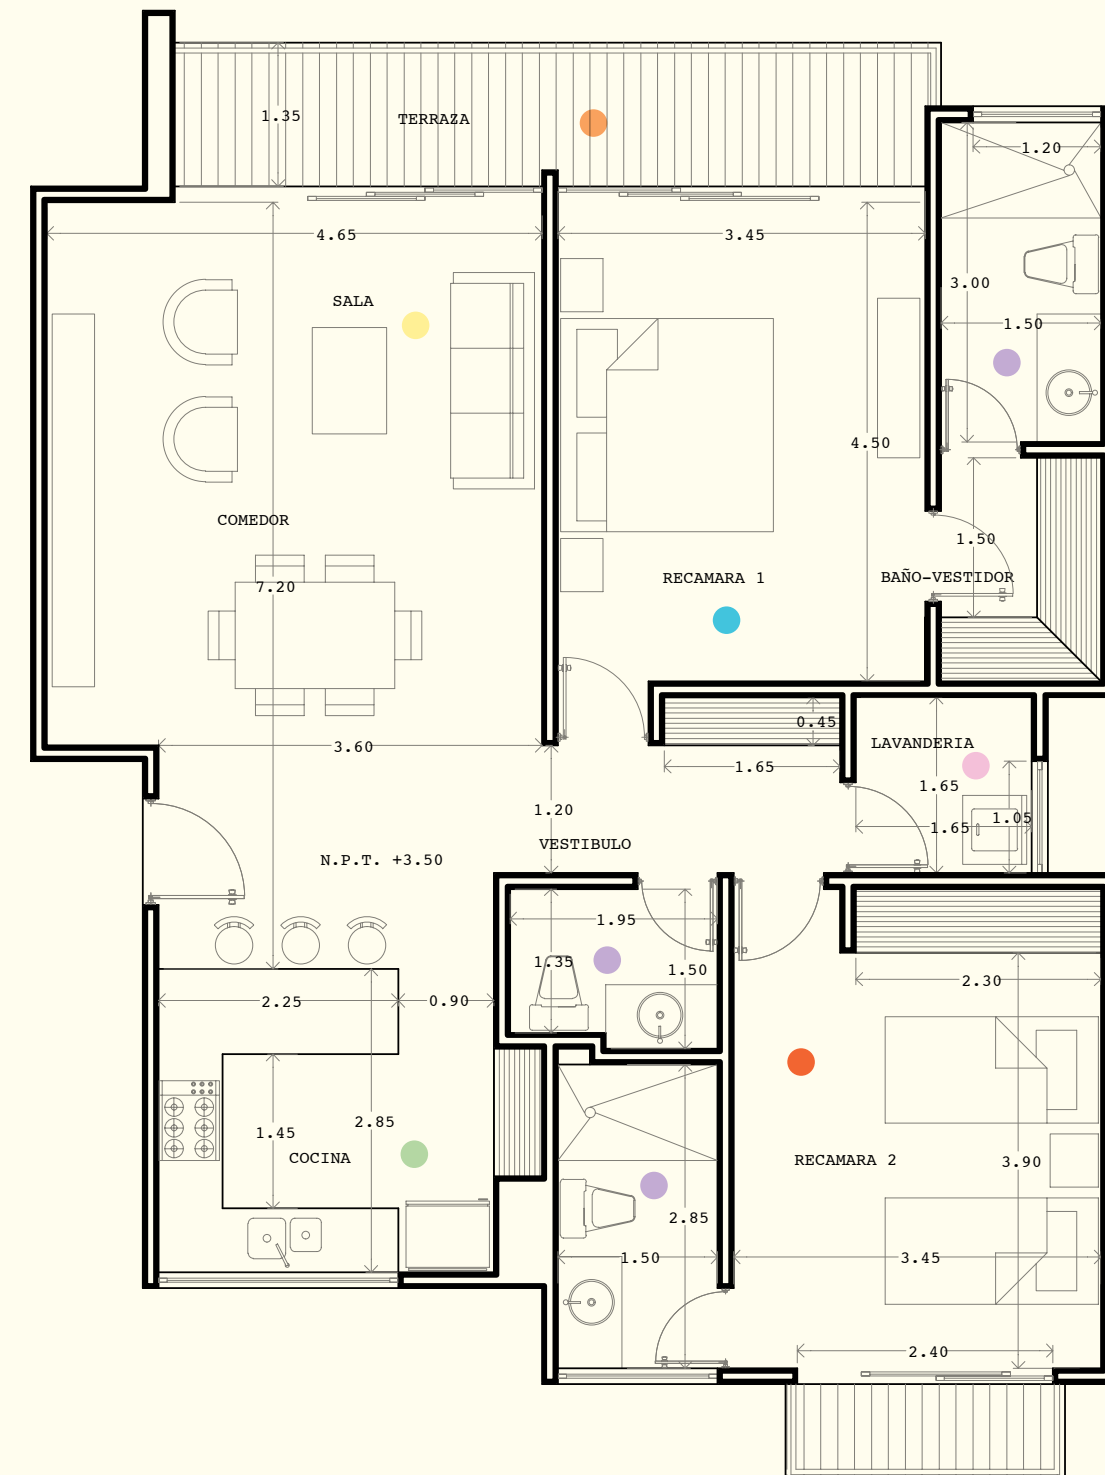 1.35
TERRAZA
1.20
4.65
3.45
3.00
SALA
1.50
4.50
COMEDOR
1.50
7.20
RECAMARA 1
BAÑO-VESTIDOR
0.45
3.60
LAVANDERIA
1.65
1.65
1.20
1.05
1.65
VESTIBULO
N.P.T. +3.50
1.95
1.35
1.50
2.25
0.90
2.30
2.85
1.45
COCINA
RECAMARA 2
3.90
2.85
1.50
3.45
2.40